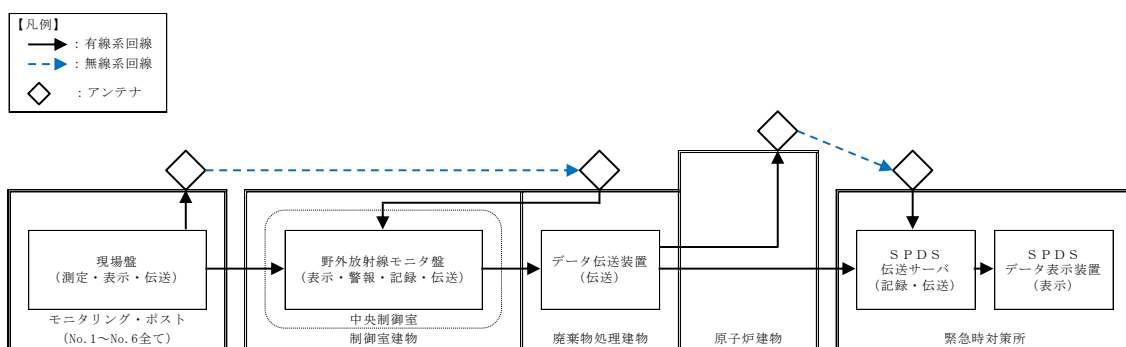 【凡例】
：有線系回線
：無線系回線
：アンテナ
現場盤
（測定・表示・伝送）
モニタリング・ポスト
（No.1～No.6全て）
野外放射線モニタ盤
（表示・警報・記録・伝送）
中央制御室
制御室建物
データ伝送装置
（伝送）
廃棄物処理建物
原子炉建物
ＳＰＤＳ
伝送サーバ
（記録・伝送）
ＳＰＤＳ
データ表示装置
（表示）
緊急時対策所